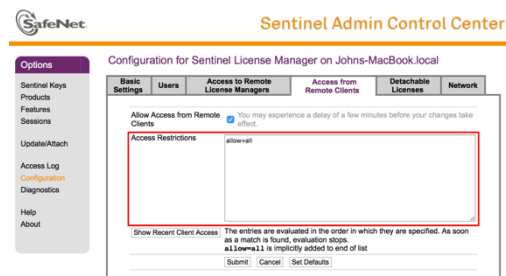 SafeNet.
Sentinel Admin Control Center
Options
Sentinel Keys
Products
Features
Sessions
Update/Attach
Access Log
Configuration
Diagnostics
Help
About
Configuration for Sentinel License Manager on Johns-MacBook.local
Basic Settings
Users
Access to Remote License Managers
Access from Remote Clients
Detachable Licenses
Network
Allow Access from Remote Clients
You may experience a delay of a few minutes before your changes take effect.
Access Restrictions
allow=all
Show Recent Client Access
The entries are evaluated in the order in which they are specified. As soon
as a match is found, evaluation stops.
allow=all is implicitly added to end of list
Submit
Cancel
Set Defaults